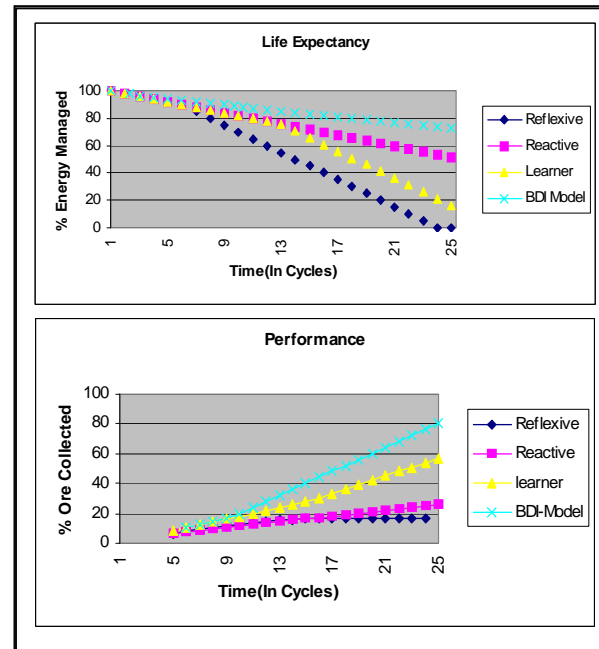 Life Expectancy
% Energy Managed
100
80
60
40
20
0
1 5 9 13 17 21 25
Time(In Cycles)
Reflexive
Reactive
Learner
BDI Model
Performance
% Ore Collected
100
80
60
40
20
0
1 5 9 13 17 21 25
Time(In Cycles)
Reflexive
Reactive
learner
BDI-Model